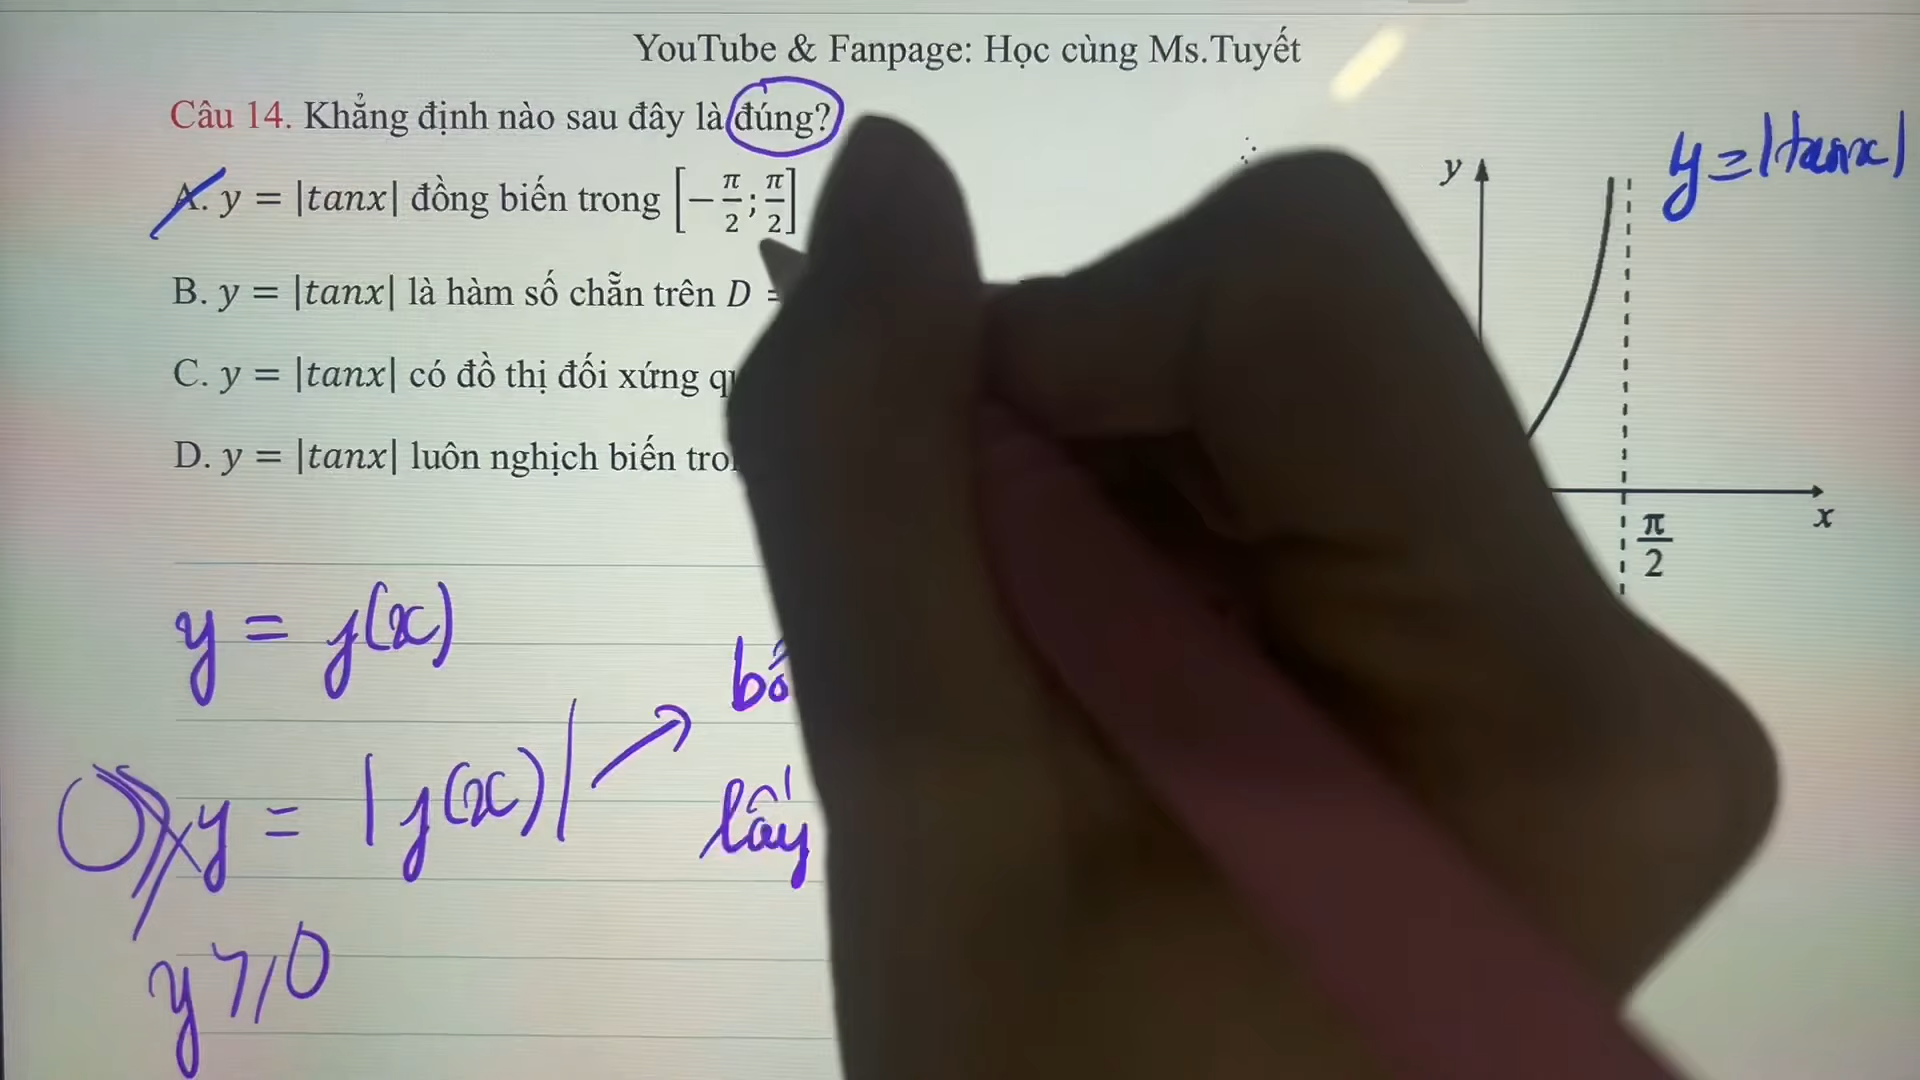 YouTube & Fanpage: Học cùng Ms.Tuyết
Câu 14. Khẳng định nào sau đây là đúng?
A. y = |tanx| đồng biến trong [−π/2; π/2]
B. y = |tanx| là hàm số chẵn trên D =
C. y = |tanx| có đồ thị đối xứng
D. y = |tanx| luôn nghịch biến
y
y = |tanx|
x
π/2
y = f(x)
y = |f(x)|
lấy
y ≥ 0